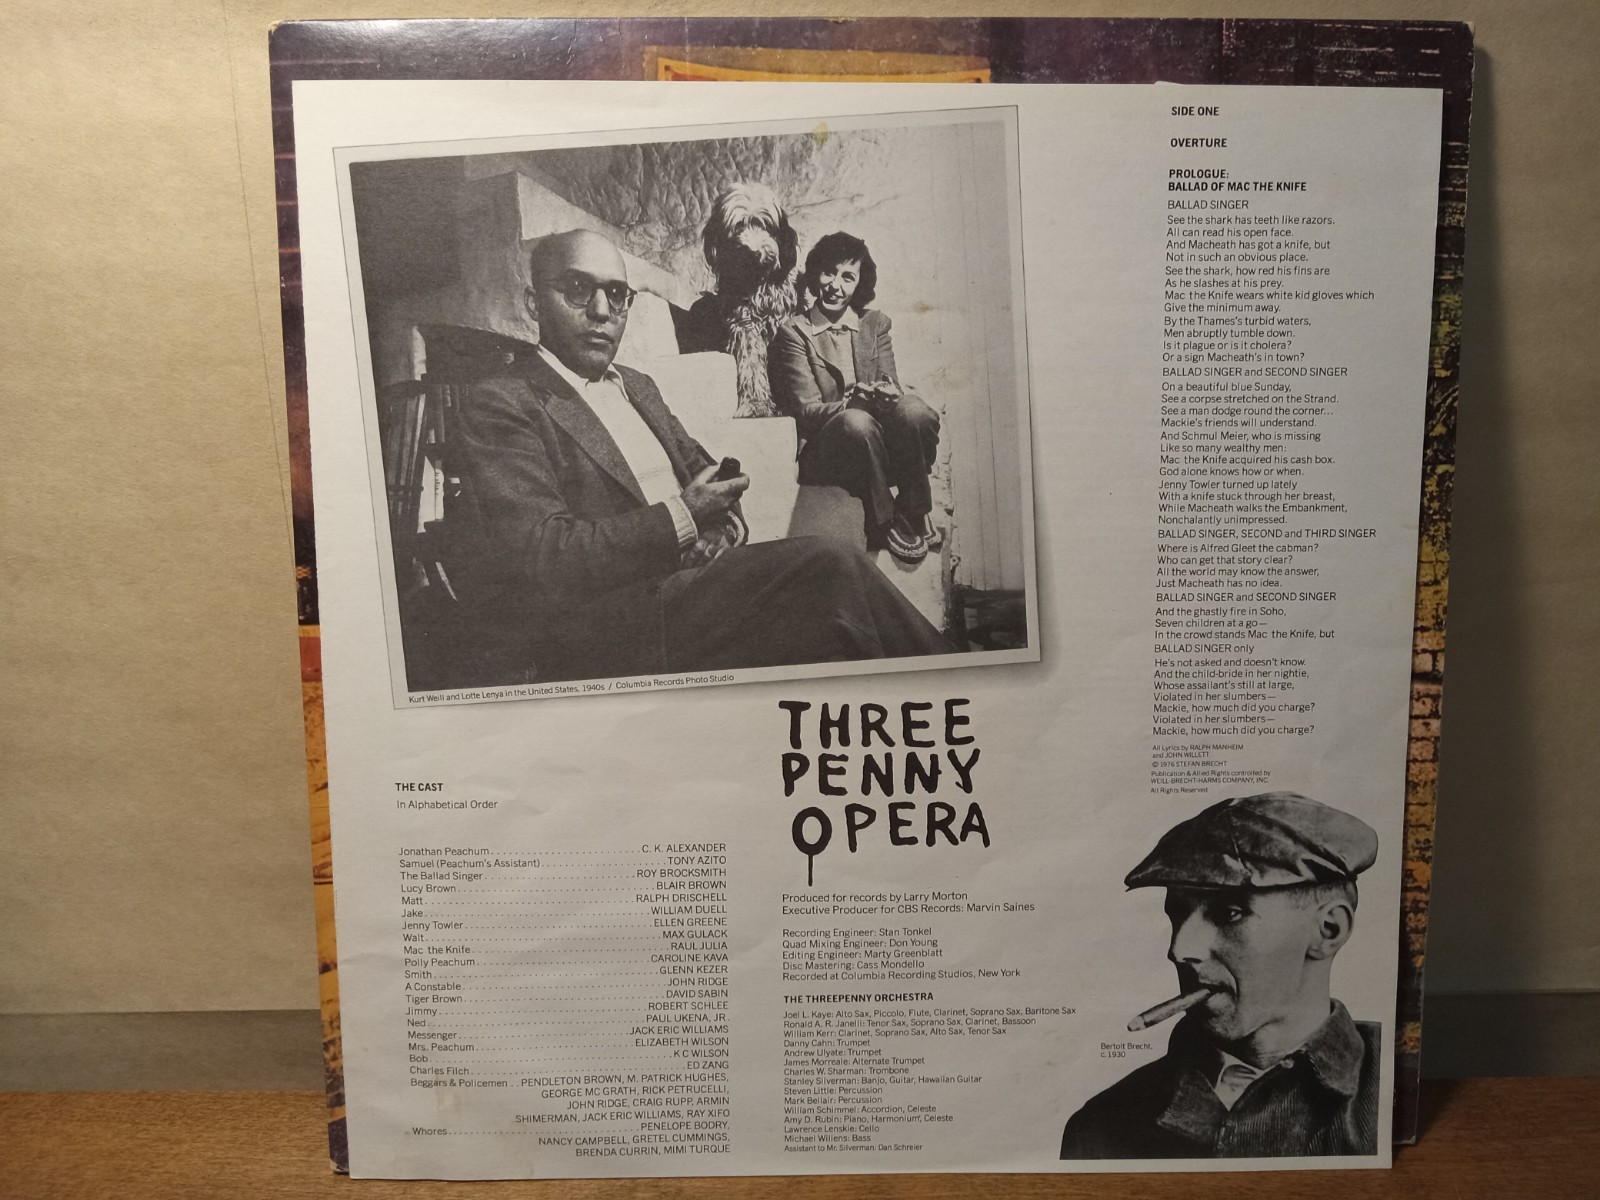 Kurt Weill and Lotte Lenya in the United States, 1940s / Columbia Records Photo Studio
THREE
PENNY
OPERA
THE CAST
In Alphabetical Order
Jonathan Peachum. . . . . . . . . . . . . . . . . . . . . . . . . C. K. ALEXANDER
Samuel (Peachum's Assistant). . . . . . . . . . . . . . . . . . . . TONY AZITO
The Ballad Singer. . . . . . . . . . . . . . . . . . . . . . . . . ROY BROCKSMITH
Lucy Brown. . . . . . . . . . . . . . . . . . . . . . . . . . . . . BLAIR BROWN
Matt. . . . . . . . . . . . . . . . . . . . . . . . . . . . . . RALPH DRISCHELL
Jake. . . . . . . . . . . . . . . . . . . . . . . . . . . . . . . WILLIAM DUELL
Jenny Towler. . . . . . . . . . . . . . . . . . . . . . . . . . . ELLEN GREENE
Walt. . . . . . . . . . . . . . . . . . . . . . . . . . . . . . . . MAX GULACK
Mac the Knife. . . . . . . . . . . . . . . . . . . . . . . . . . . . RAUL JULIA
Polly Peachum. . . . . . . . . . . . . . . . . . . . . . . . . . CAROLINE KAVA
Smith. . . . . . . . . . . . . . . . . . . . . . . . . . . . . . . GLENN KEZER
A Constable. . . . . . . . . . . . . . . . . . . . . . . . . . . . . JOHN RIDGE
Tiger Brown. . . . . . . . . . . . . . . . . . . . . . . . . . . . DAVID SABIN
Jimmy. . . . . . . . . . . . . . . . . . . . . . . . . . . . . ROBERT SCHLEE
Ned. . . . . . . . . . . . . . . . . . . . . . . . . . . . . . PAUL UKENA, JR.
Messenger. . . . . . . . . . . . . . . . . . . . . . . . . JACK ERIC WILLIAMS
Mrs. Peachum. . . . . . . . . . . . . . . . . . . . . . . . ELIZABETH WILSON
Bob. . . . . . . . . . . . . . . . . . . . . . . . . . . . . . . . . K C WILSON
Charles Filch. . . . . . . . . . . . . . . . . . . . . . . . . . . . . ED ZANG
Beggars & Policemen . . PENDLETON BROWN, M. PATRICK HUGHES,
GEORGE MC GRATH, RICK PETRUCELLI,
JOHN RIDGE, CRAIG RUPP, ARMIN
SHIMERMAN, JACK ERIC WILLIAMS, RAY XIFO
Whores. . . . . . . . . . . . . . . . . . . . . . . . . . . . PENELOPE BODRY,
NANCY CAMPBELL, GRETEL CUMMINGS,
BRENDA CURRIN, MIMI TURQUE
Produced for records by Larry Morton
Executive Producer for CBS Records: Marvin Saines
Recording Engineer: Stan Tonkel
Quad Mixing Engineer: Don Young
Editing Engineer: Marty Greenblatt
Disc Mastering: Cass Mondello
Recorded at Columbia Recording Studios, New York
THE THREEPENNY ORCHESTRA
Joel L. Kaye: Alto Sax, Piccolo, Flute, Clarinet, Soprano Sax, Baritone Sax
Ronald A. R. Janelli: Tenor Sax, Soprano Sax, Clarinet, Bassoon
William Kerr: Clarinet, Soprano Sax, Alto Sax, Tenor Sax
Danny Cahn: Trumpet
Andrew Ulyate: Trumpet
James Morreale: Alternate Trumpet
Charles W. Sharman: Trombone
Stanley Silverman: Banjo, Guitar, Hawaiian Guitar
Steven Little: Percussion
Mark Bellair: Percussion
William Schimmel: Accordion, Celeste
Amy D. Rubin: Piano, Harmonium, Celeste
Lawrence Lenskie: Cello
Michael Willens: Bass
Assistant to Mr. Silverman: Dan Schreier
SIDE ONE
OVERTURE
PROLOGUE:
BALLAD OF MAC THE KNIFE
BALLAD SINGER
See the shark has teeth like razors.
All can read his open face.
And Macheath has got a knife, but
Not in such an obvious place.
See the shark, how red his fins are
As he slashes at his prey.
Mac the Knife wears white kid gloves which
Give the minimum away.
By the Thames's turbid waters,
Men abruptly tumble down.
Is it plague or is it cholera?
Or a sign Macheath's in town?
BALLAD SINGER and SECOND SINGER
On a beautiful blue Sunday,
See a corpse stretched on the Strand.
See a man dodge round the corner...
Mackie's friends will understand.
And Schmul Meier, who is missing
Like so many wealthy men:
Mac the Knife acquired his cash box.
God alone knows how or when.
Jenny Towler turned up lately
With a knife stuck through her breast,
While Macheath walks the Embankment,
Nonchalantly unimpressed.
BALLAD SINGER, SECOND and THIRD SINGER
Where is Alfred Gleet the cabman?
Who can get that story clear?
All the world may know the answer,
Just Macheath has no idea.
BALLAD SINGER and SECOND SINGER
And the ghastly fire in Soho,
Seven children at a go—
In the crowd stands Mac the Knife, but
BALLAD SINGER only
He's not asked and doesn't know.
And the child-bride in her nightie,
Whose assailant's still at large,
Violated in her slumbers—
Mackie, how much did you charge?
Violated in her slumbers—
Mackie, how much did you charge?
All Lyrics by RALPH MANHEIM
and JOHN WILLETT
© 1976 STEFAN BRECHT
Publication & Allied Rights controlled by
WEILL-BRECHT-HARMS COMPANY, INC.
All Rights Reserved
Bertolt Brecht,
c. 1930